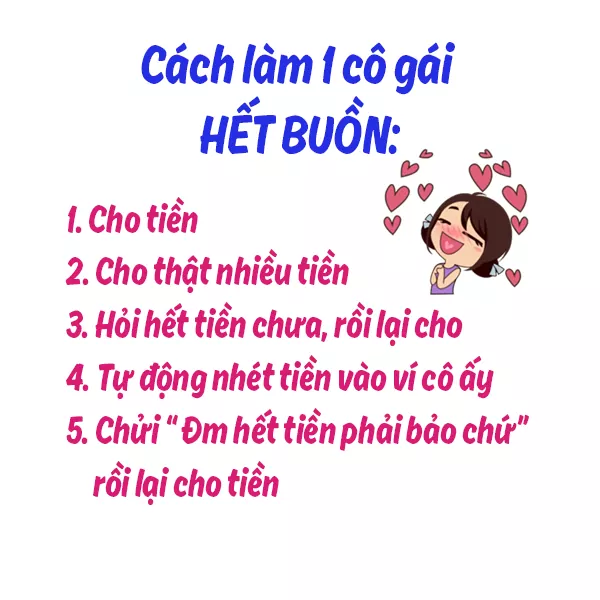 Cách làm 1 cô gái
HẾT BUỒN:
1. Cho tiền
2. Cho thật nhiều tiền
3. Hỏi hết tiền chưa, rồi lại cho
4. Tự động nhét tiền vào ví cô ấy
5. Chửi “Đm hết tiền phải bảo chứ”
rồi lại cho tiền